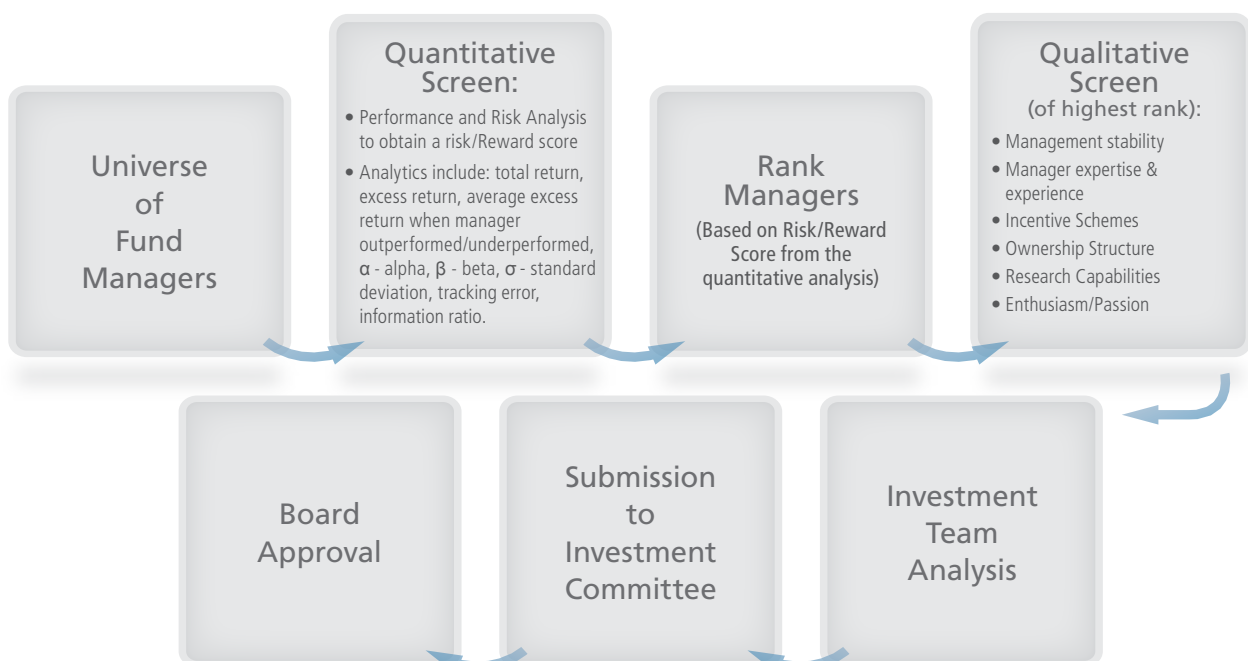 Universe
of
Fund
Managers
Quantitative
Screen:
• Performance and Risk Analysis
to obtain a risk/Reward score
• Analytics include: total return,
excess return, average excess
return when manager
outperformed/underperformed,
α - alpha, β - beta, σ - standard
deviation, tracking error,
information ratio.
Rank
Managers
(Based on Risk/Reward
Score from the
quantitative analysis)
Qualitative
Screen
(of highest rank):
• Management stability
• Manager expertise &
experience
• Incentive Schemes
• Ownership Structure
• Research Capabilities
• Enthusiasm/Passion
Investment
Team
Analysis
Submission
to
Investment
Committee
Board
Approval